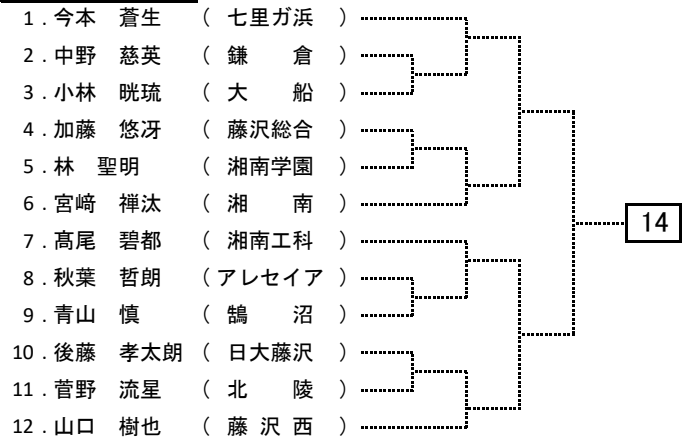 1．今本　蒼生　（　七里ガ浜　）
2．中野　慈英　（　鎌　　倉　）
3．小林　晄琉　（　大　　船　）
4．加藤　悠冴　（　藤沢総合　）
5．林　聖明　（　湘南学園　）
6．宮﨑　禅汰　（　湘　　南　）
14
7．髙尾　碧都　（　湘南工科　）
8．秋葉　哲朗　（アレセイア　）
9．青山　慎　（　鵠　　沼　）
10．後藤　孝太朗　（　日大藤沢　）
11．菅野　流星　（　北　　陵　）
12．山口　樹也　（　藤 沢 西　）